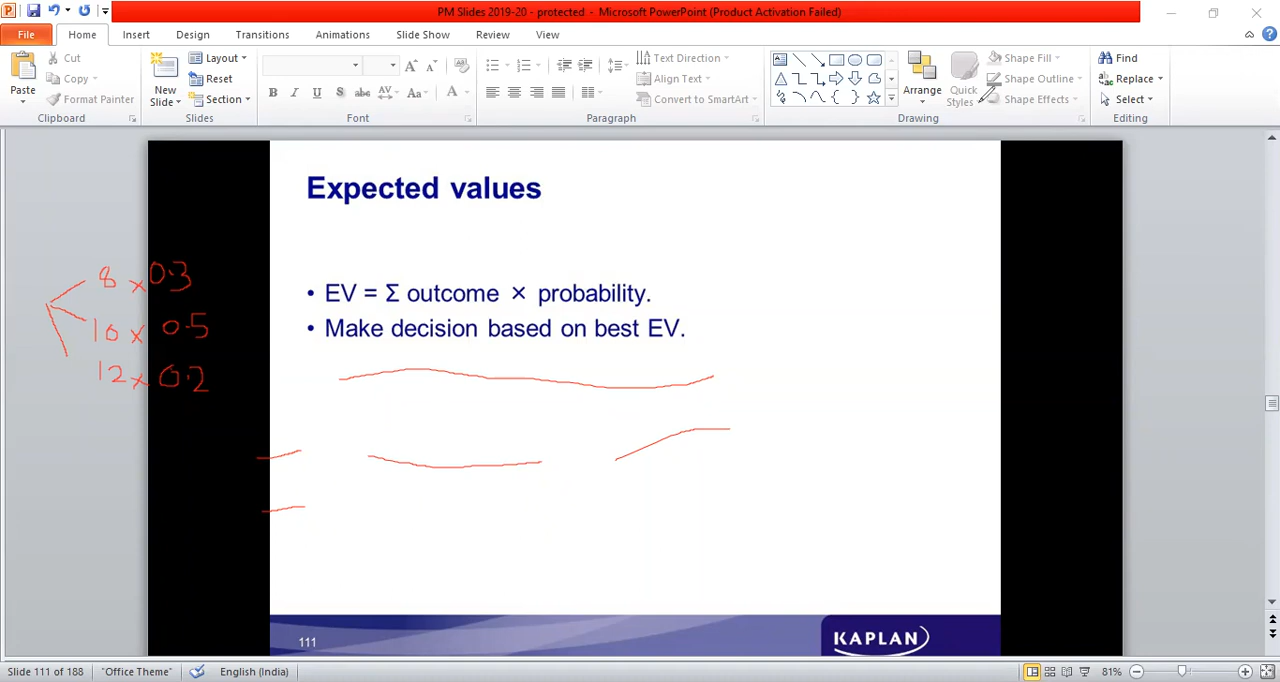 PM Slides 2019-20 - protected - Microsoft PowerPoint (Product Activation Failed)
File Home Insert Design Transitions Animations Slide Show Review View
Cut
Copy
Format Painter
Paste
Clipboard
New Slide
Layout
Reset
Section
Slides
B I U S abc AV Aa A
Font
Text Direction
Align Text
Convert to SmartArt
Paragraph
Arrange
Quick Styles
Shape Fill
Shape Outline
Shape Effects
Drawing
Find
Replace
Select
Editing
Expected values
• EV = Σ outcome × probability.
• Make decision based on best EV.
8 x 0.3
10 x 0.5
12 x 0.2
111
KAPLAN
Slide 111 of 188 "Office Theme" English (India) 81%